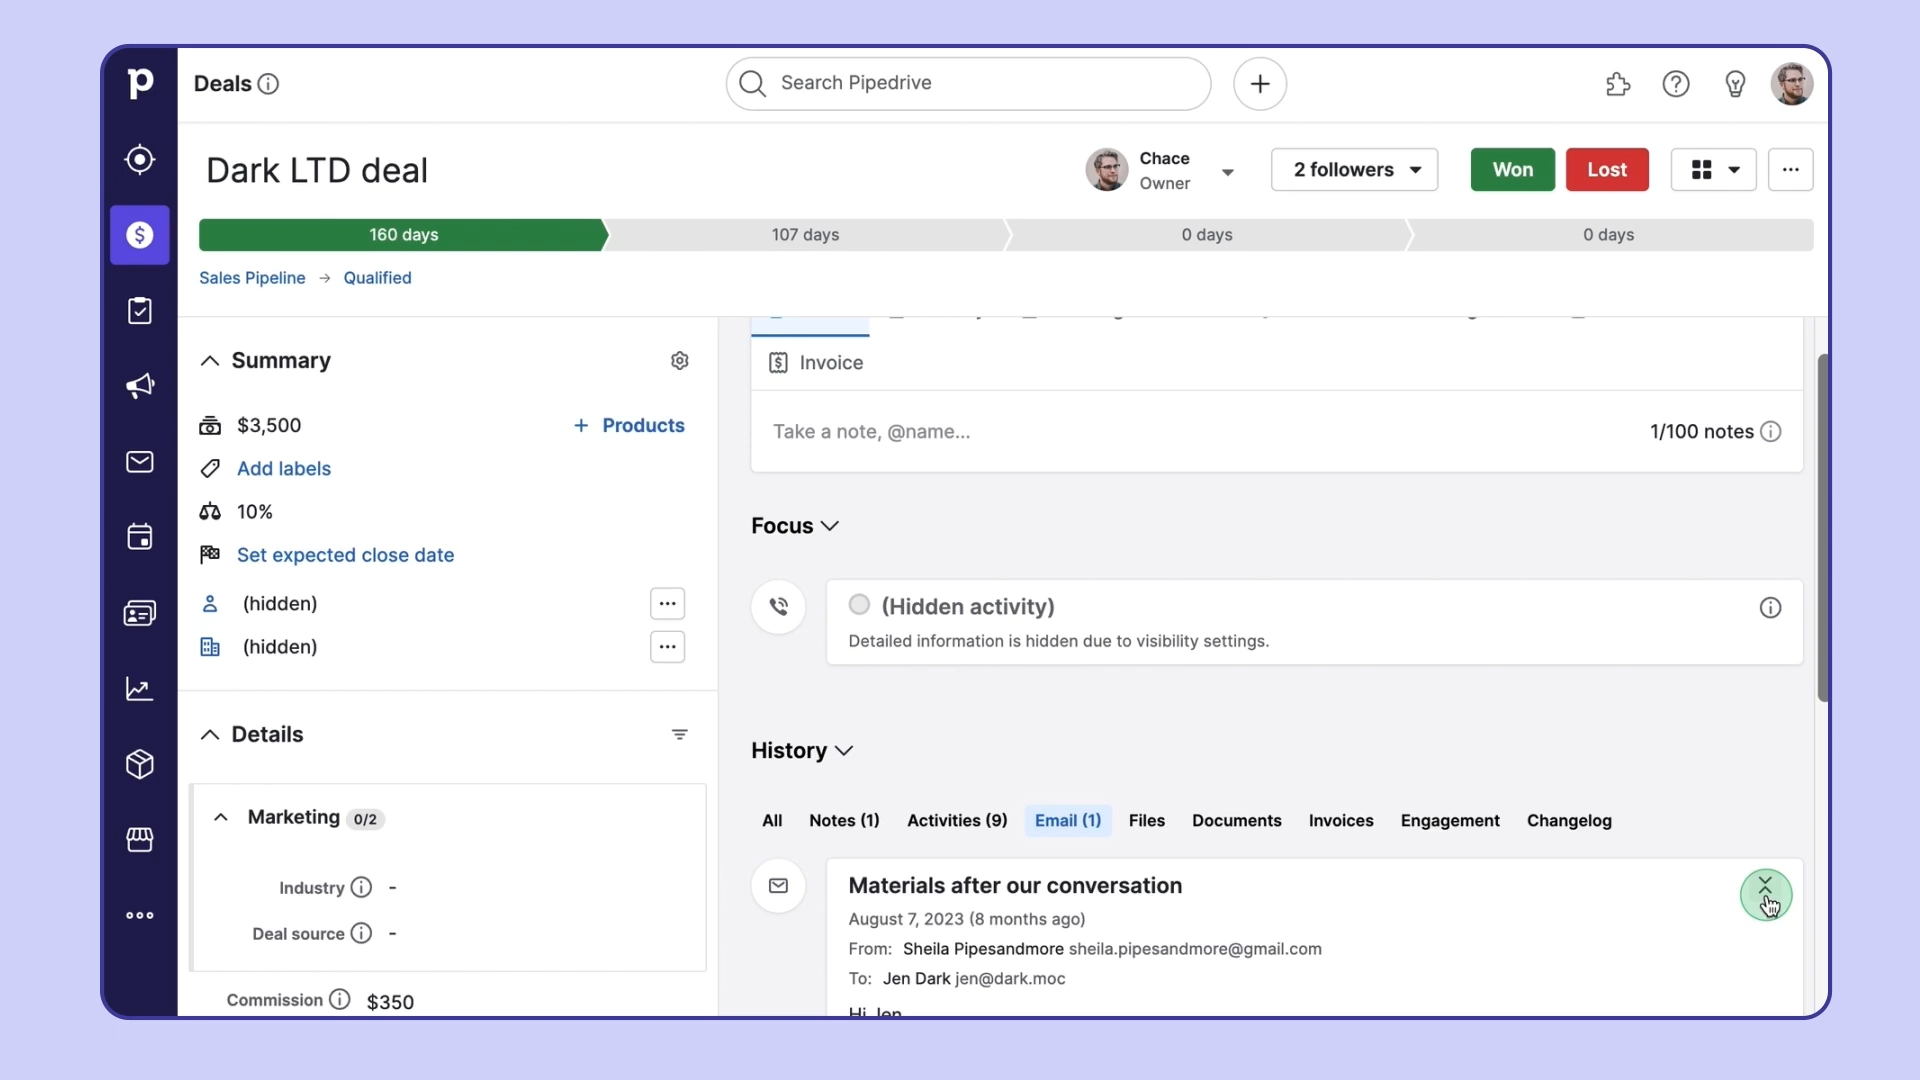 p
Deals
Search Pipedrive
Dark LTD deal
Chace
Owner
2 followers
Won
Lost
160 days
107 days
0 days
0 days
Sales Pipeline → Qualified
Summary
$3,500
+ Products
Add labels
10%
Set expected close date
(hidden)
(hidden)
Details
Marketing 0/2
Industry -
Deal source -
Commission $350
Invoice
Take a note, @name...
1/100 notes
Focus
(Hidden activity)
Detailed information is hidden due to visibility settings.
History
All Notes (1) Activities (9) Email (1) Files Documents Invoices Engagement Changelog
Materials after our conversation
August 7, 2023 (8 months ago)
From: Sheila Pipesandmore sheila.pipesandmore@gmail.com
To: Jen Dark jen@dark.moc
Hi Jen